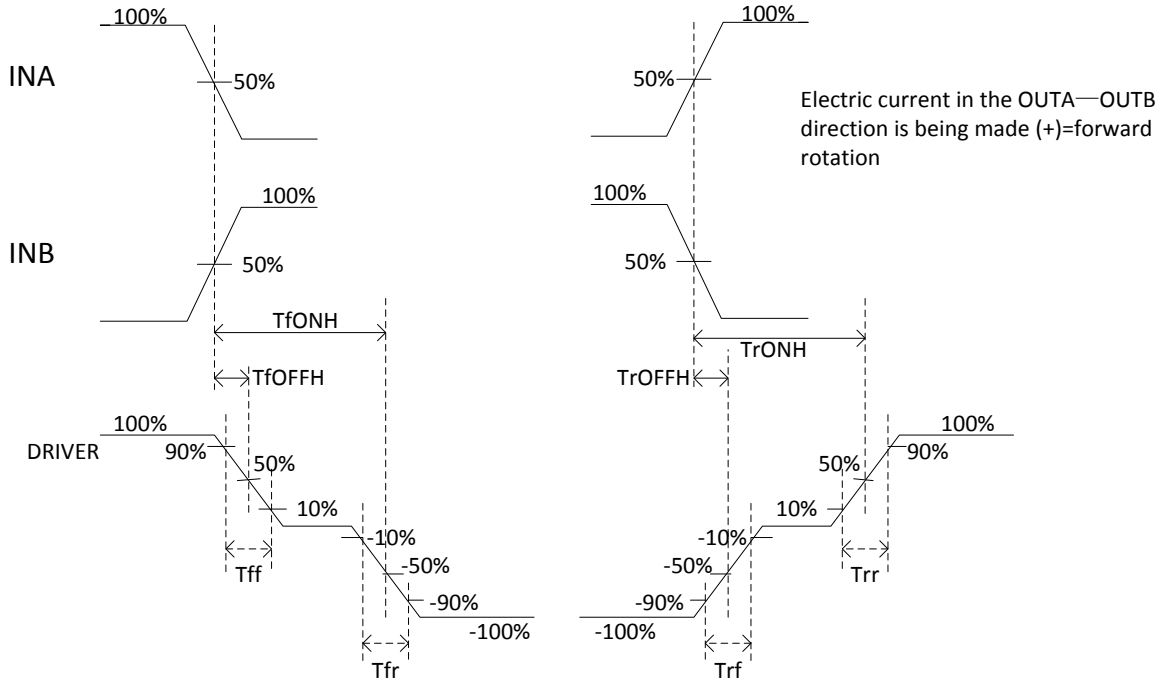 100%
100%
INA
50%
50%
Electric current in the OUTA—OUTB
direction is being made (+)=forward
rotation
100%
100%
INB
50%
50%
TfONH
TrONH
TfOFFH
TrOFFH
100%
100%
DRIVER
90%
90%
50%
50%
10%
10%
-10%
-10%
Tff
Trr
-50%
-50%
-90%
-90%
-100%
-100%
Tfr
Trf